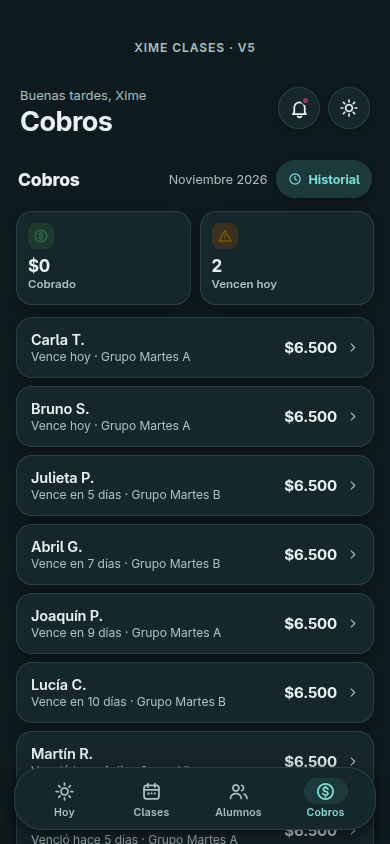 XIME CLASES · V5
Buenas tardes, Xime
Cobros
Cobros
Noviembre 2026
Historial
$0
Cobrado
2
Vencen hoy
Carla T.
Vence hoy · Grupo Martes A
$6.500
Bruno S.
Vence hoy · Grupo Martes A
$6.500
Julieta P.
Vence en 5 días · Grupo Martes B
$6.500
Abril G.
Vence en 7 días · Grupo Martes B
$6.500
Joaquín P.
Vence en 9 días · Grupo Martes A
$6.500
Lucía C.
Vence en 10 días · Grupo Martes B
$6.500
Martín R.
$6.500
Hoy
Clases
Alumnos
Cobros
Venció hace 5 días · Grupo Martes A
$6.500